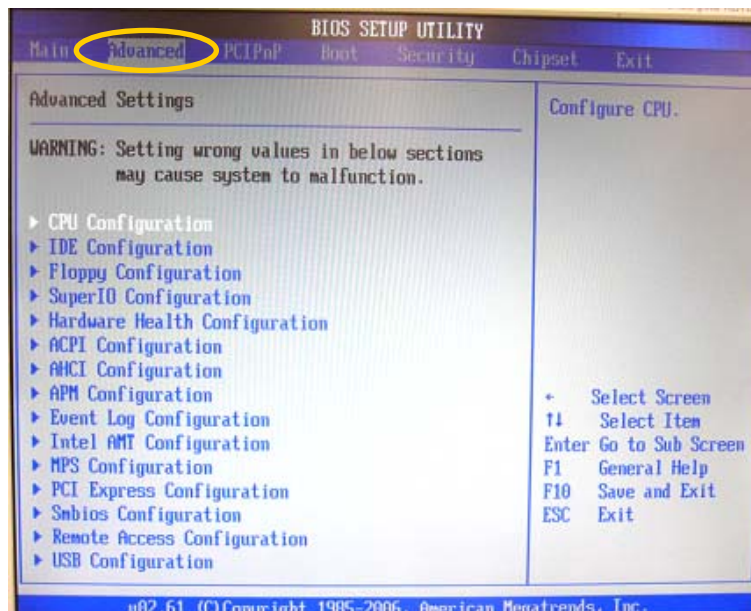 BIOS SETUP UTILITY
Main Advanced PCIPnP Boot Security Chipset Exit
Advanced Settings
WARNING: Setting wrong values in below sections
may cause system to malfunction.
▶ CPU Configuration
▶ IDE Configuration
▶ Floppy Configuration
▶ SuperIO Configuration
▶ Hardware Health Configuration
▶ ACPI Configuration
▶ AHCI Configuration
▶ APM Configuration
▶ Event Log Configuration
▶ Intel AMT Configuration
▶ MPS Configuration
▶ PCI Express Configuration
▶ Smbios Configuration
▶ Remote Access Configuration
▶ USB Configuration
Configure CPU.
← Select Screen
↑↓ Select Item
Enter Go to Sub Screen
F1 General Help
F10 Save and Exit
ESC Exit
v02.61 (C)Copyright 1985-2006, American Megatrends, Inc.